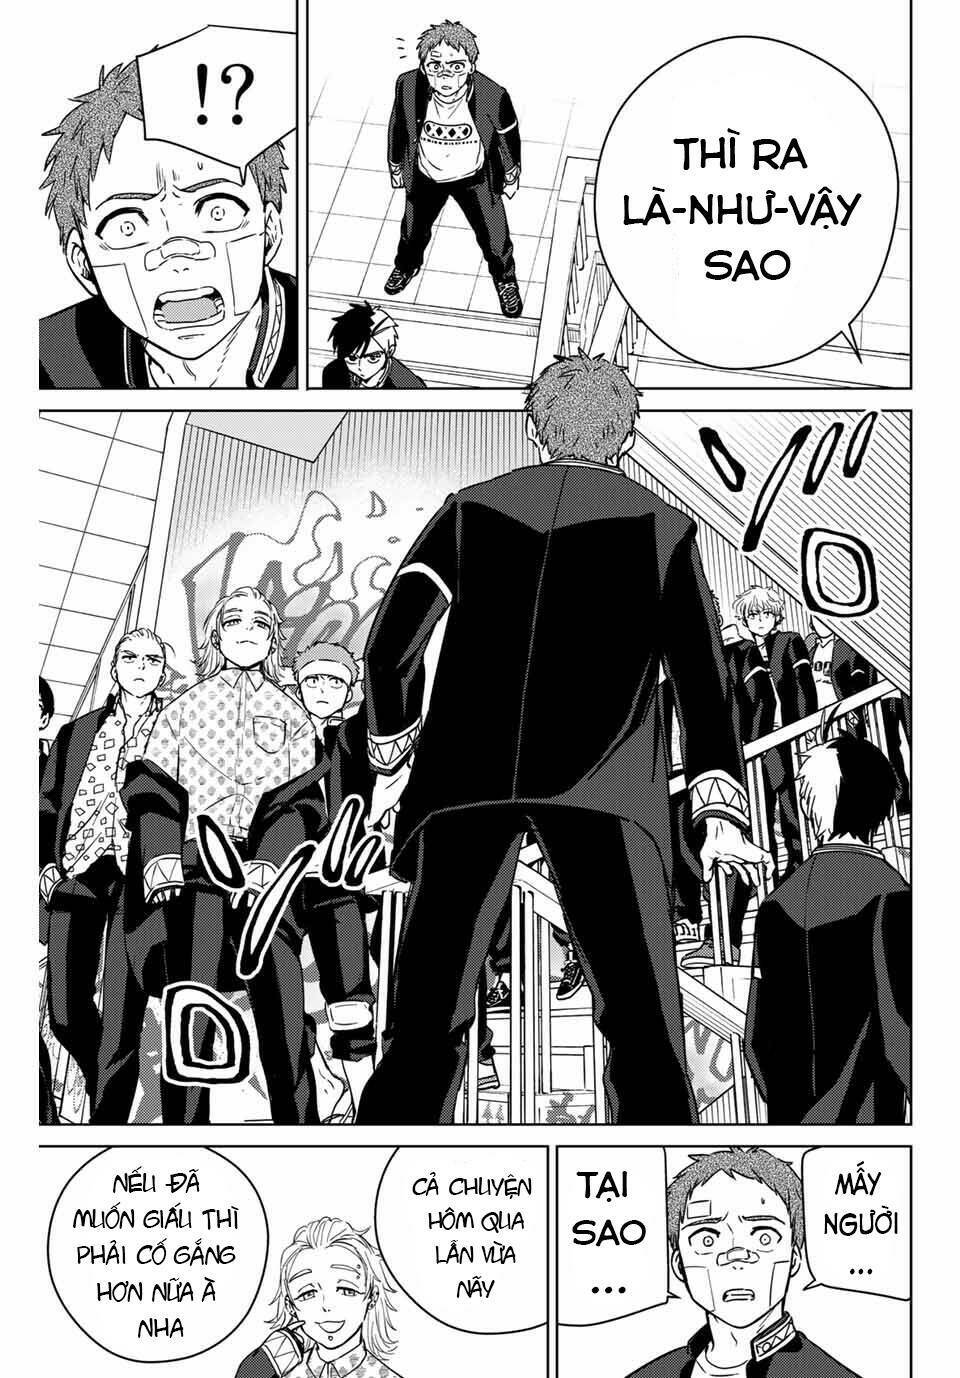 THÌ RA
LÀ-NHƯ-VẬY
SAO
!?
MẤY
NGƯỜI
...
TẠI
SAO
...
CẢ CHUYỆN
HÔM QUA
LẪN VỪA
NÃY
NẾU ĐÃ
MUỐN GIẤU THÌ
PHẢI CỐ GẮNG
HƠN NỮA À
NHA